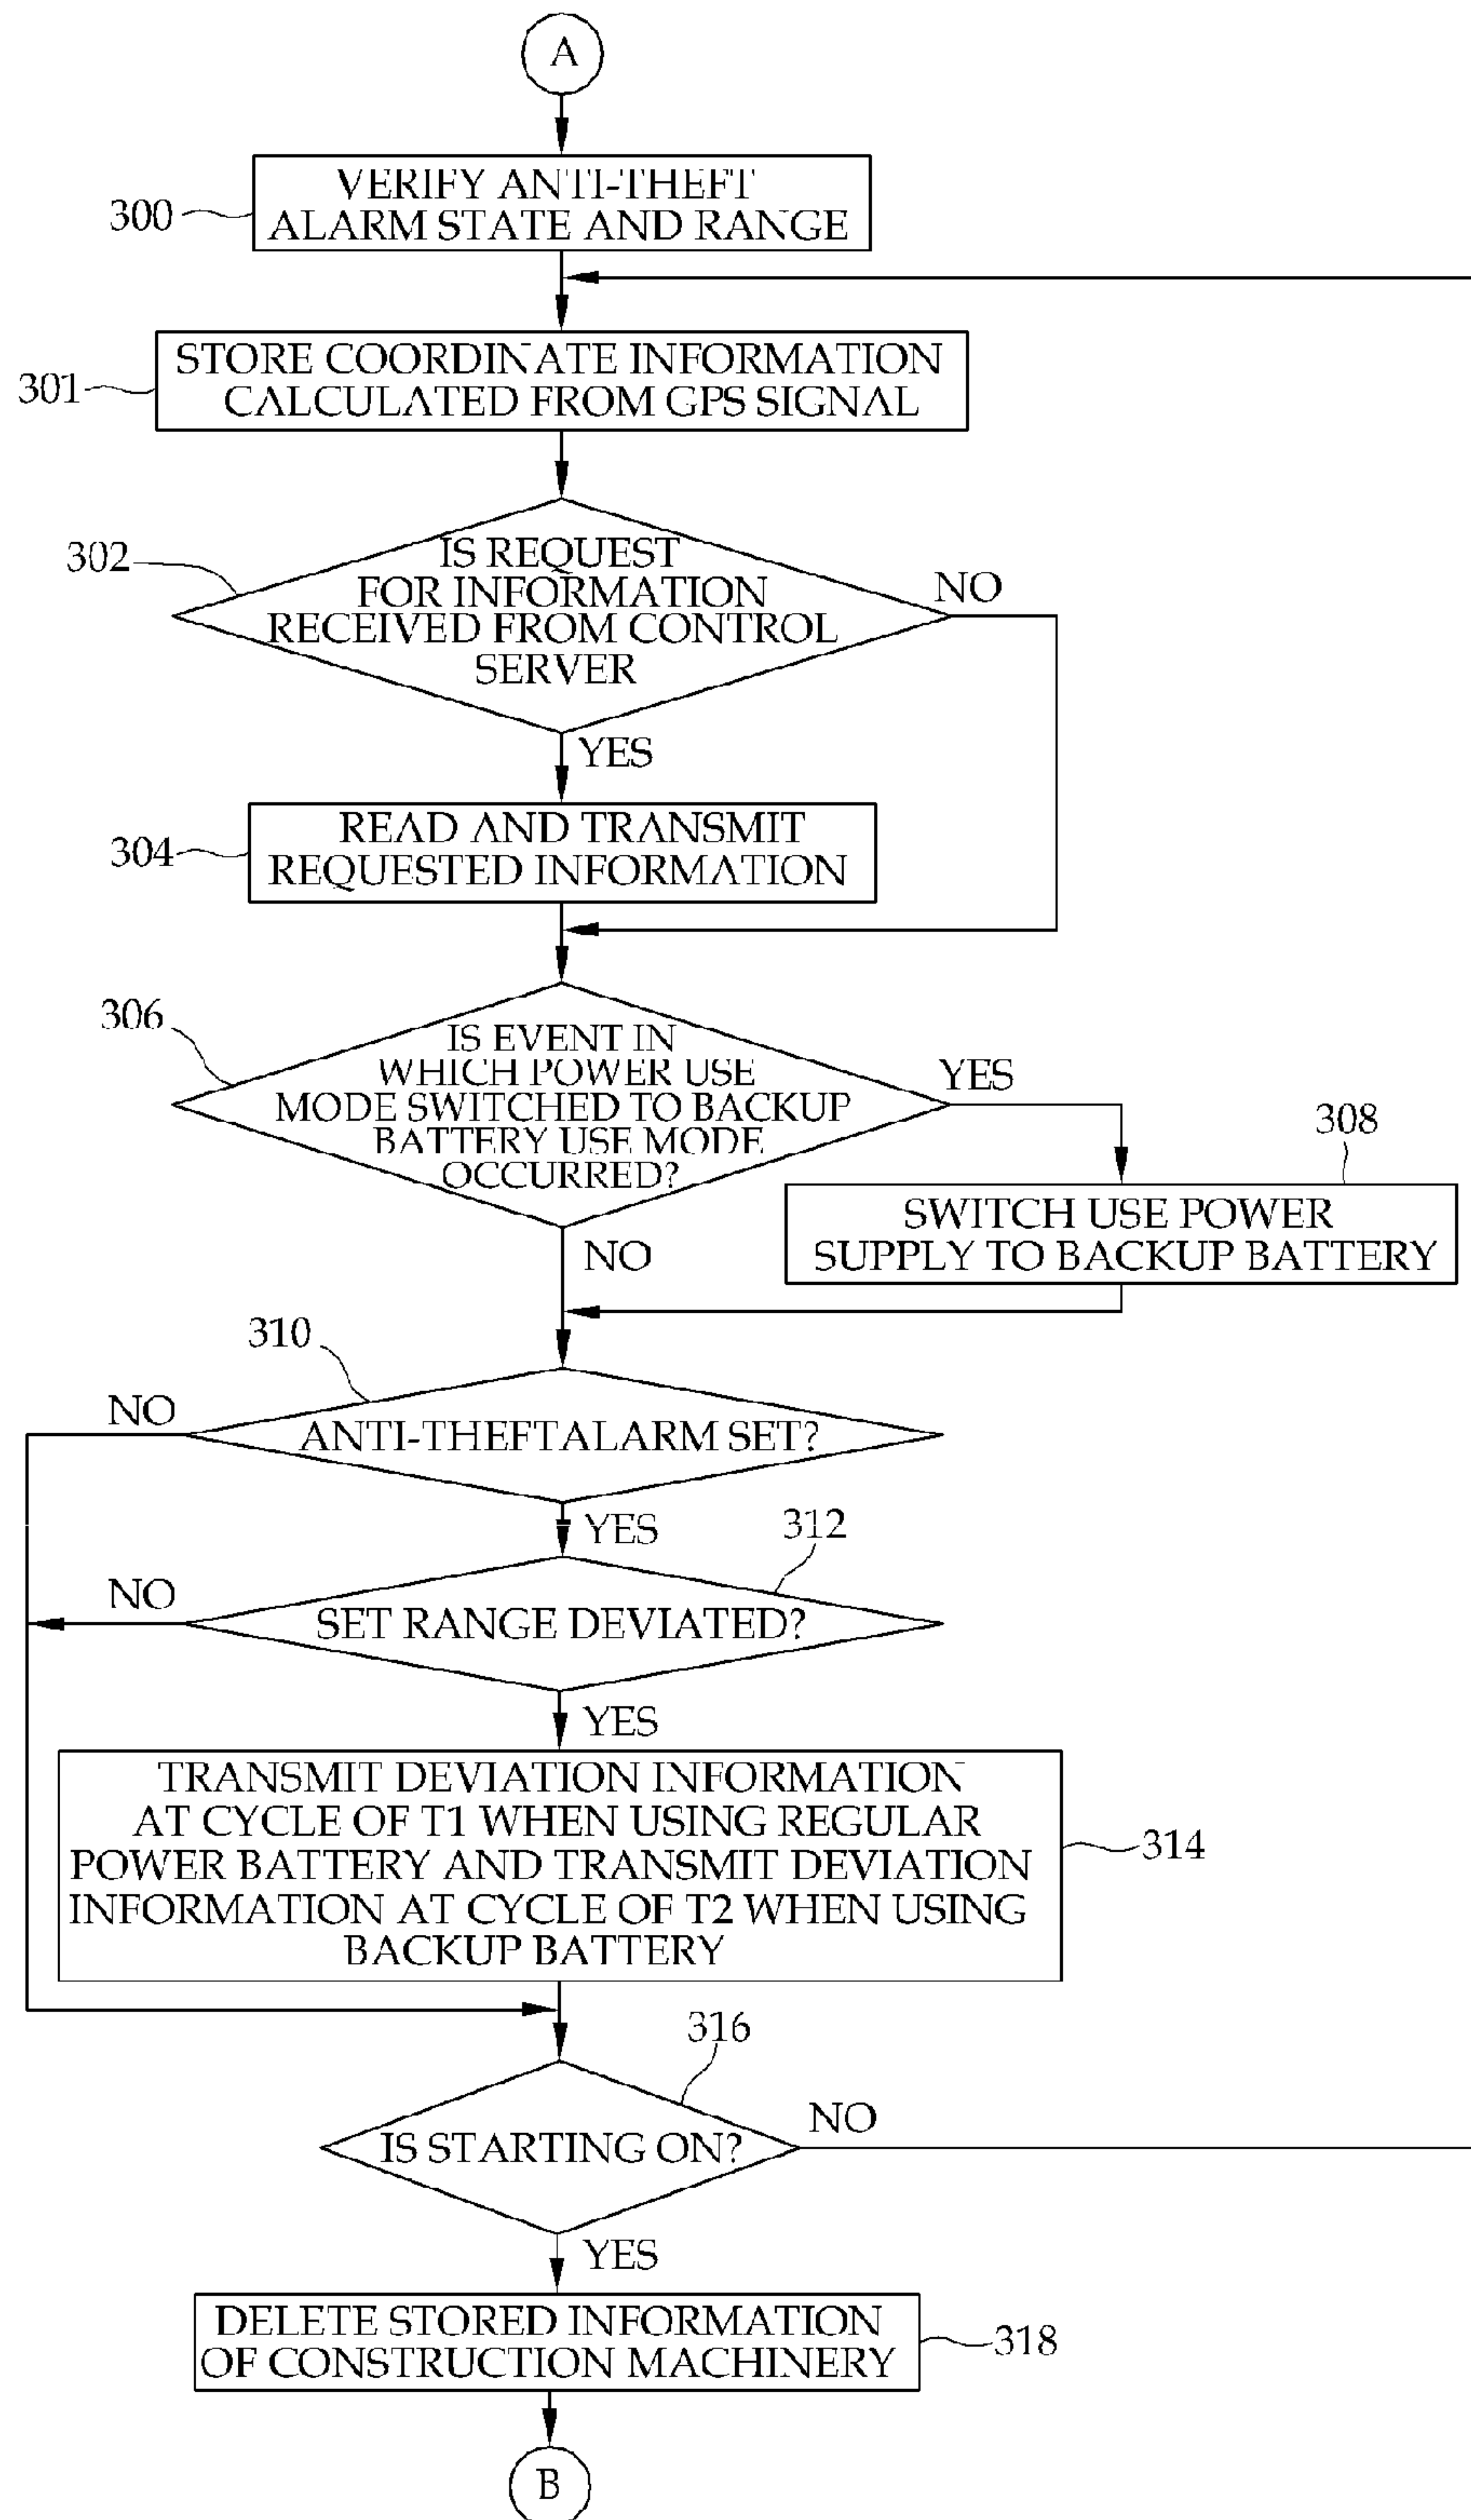 A
VERIFY ANTI-THEFT
ALARM STATE AND RANGE
300
STORE COORDINATE INFORMATION
CALCULATED FROM GPS SIGNAL
301
302
IS REQUEST
FOR INFORMATION
RECEIVED FROM CONTROL
SERVER
NO
YES
READ AND TRANSMIT
REQUESTED INFORMATION
304
306
IS EVENT IN
WHICH POWER USE
MODE SWITCHED TO BACKUP
BATTERY USE MODE
OCCURRED?
YES
308
SWITCH USE POWER
SUPPLY TO BACKUP BATTERY
NO
310
NO
ANTI-THEFTALARM SET?
YES
312
NO
SET RANGE DEVIATED?
YES
TRANSMIT DEVIATION INFORMATION
AT CYCLE OF T1 WHEN USING REGULAR
POWER BATTERY AND TRANSMIT DEVIATION
INFORMATION AT CYCLE OF T2 WHEN USING
BACKUP BATTERY
314
316
NO
IS STARTING ON?
YES
DELETE STORED INFORMATION
OF CONSTRUCTION MACHINERY
318
B